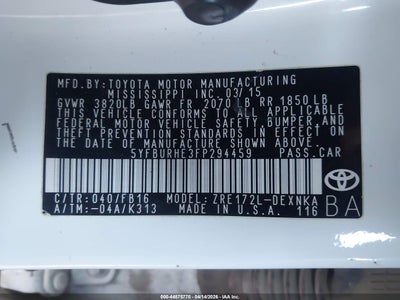 MFD.BY:TOYOTA MOTOR MANUFACTURING
MISSISSIPPI INC. 03/15
GVWR 3820LB GAWR FR 2070LB RR 1850LB
THIS VEHICLE CONFORMS TO ALL APPLICABLE
FEDERAL MOTOR VEHICLE SAFETY, BUMPER,
AND THEFT PREVENTION STANDARDS IN EFFECT
ON THE DATE OF MANUFACTURE SHOWN ABOVE.
5YFBURHE3FP294459 PASS.CAR
C/TR:040/FB16 MODEL:ZRE172L-DEXNKA
A/TM:-04A/K313 MADE IN U.S.A. 116
TOYOTA
BA
000-44875770 - 04/14/2026 - IAA Inc.